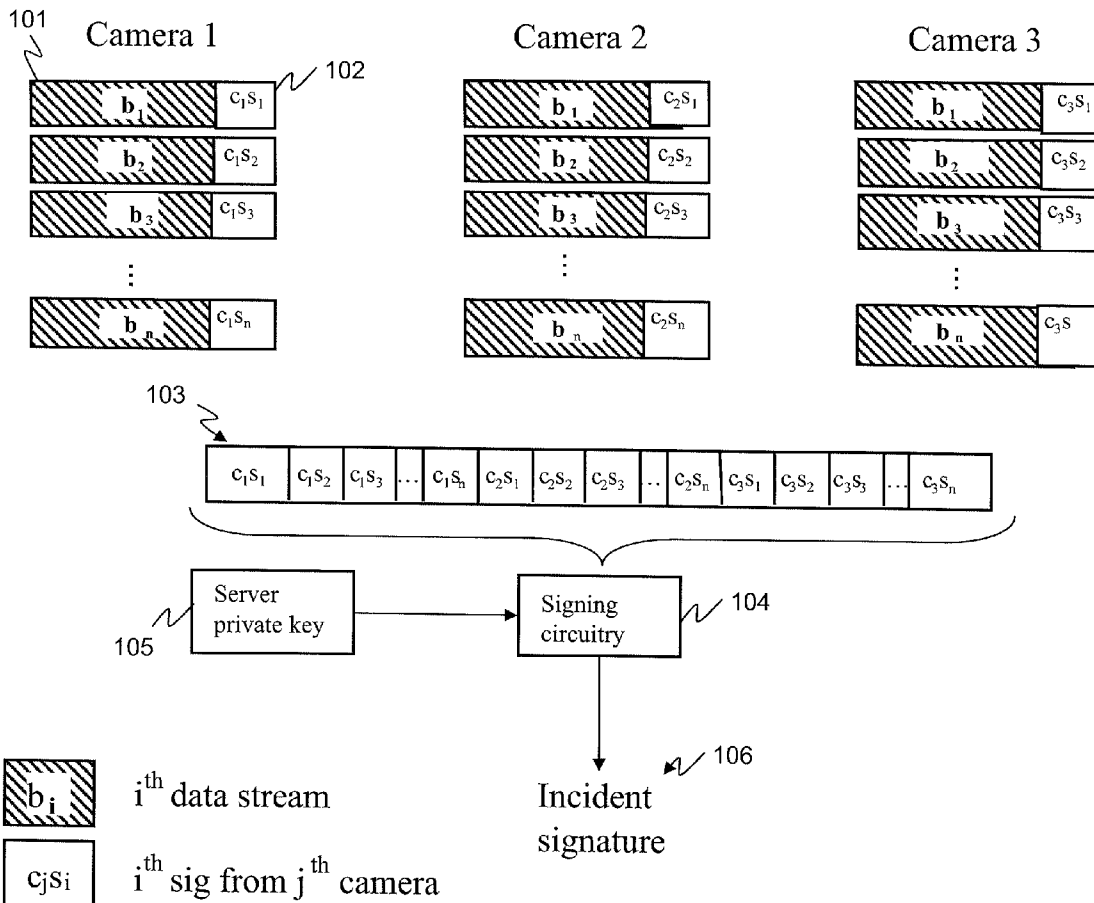 101
Camera 1
Camera 2
Camera 3
102
b₁ c₁s₁
b₁ c₂s₁
b₁ c₃s₁
b₂ c₁s₂
b₂ c₂s₂
b₂ c₃s₂
b₃ c₁s₃
b₃ c₂s₃
b₃ c₃s₃
...
...
...
bₙ c₁sₙ
bₙ c₂sₙ
bₙ c₃s
103
c₁s₁ c₁s₂ c₁s₃ ... c₁sₙ c₂s₁ c₂s₂ c₂s₃ ... c₂sₙ c₃s₁ c₃s₂ c₃s₃ ... c₃sₙ
Server
private key
105
Signing
circuitry
104
106
Incident
signature
bᵢ iᵗʰ data stream
cⱼsᵢ iᵗʰ sig from jᵗʰ camera